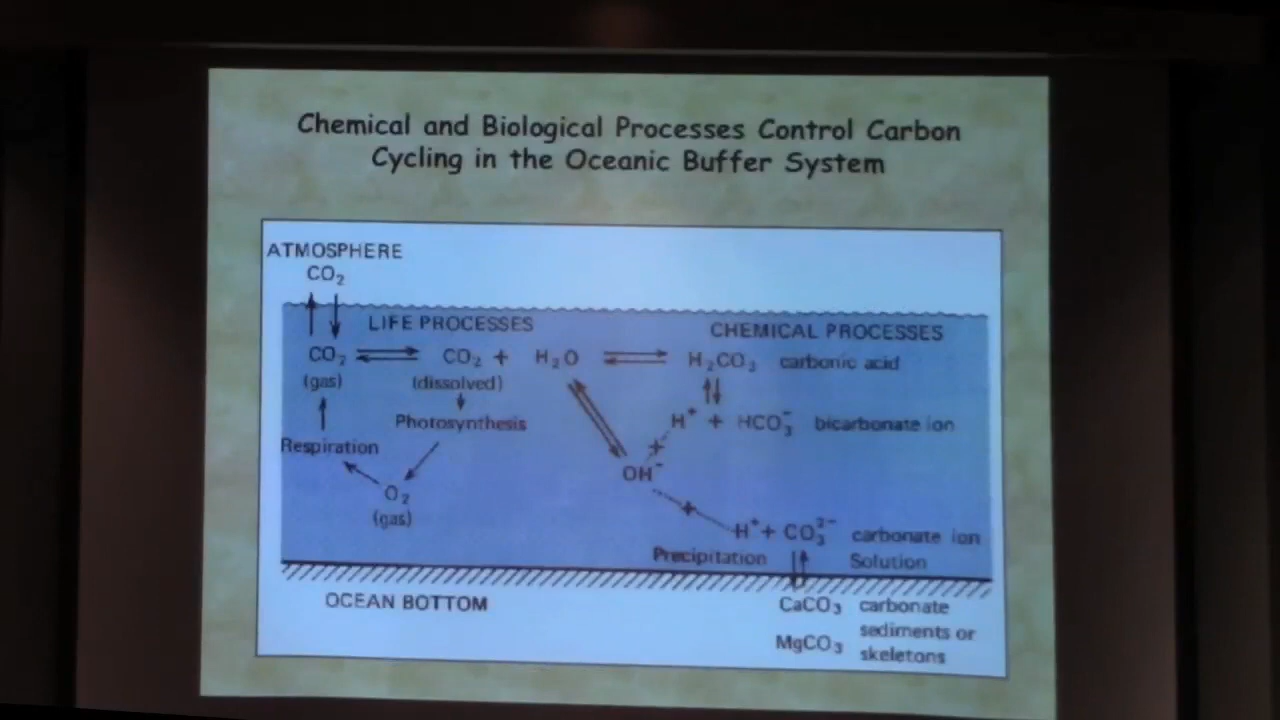 Chemical and Biological Processes Control Carbon
Cycling in the Oceanic Buffer System
ATMOSPHERE
CO₂
LIFE PROCESSES
CHEMICAL PROCESSES
CO₂ ⇌ CO₂ + H₂O ⇌ H₂CO₃ carbonic acid
(gas) (dissolved)
Photosynthesis
H⁺ + HCO₃⁻ bicarbonate ion
Respiration
+
OH⁻
O₂
(gas)
+
H⁺ + CO₃²⁻ carbonate ion
Precipitation
Solution
OCEAN BOTTOM
CaCO₃ carbonate
MgCO₃ sediments or
skeletons